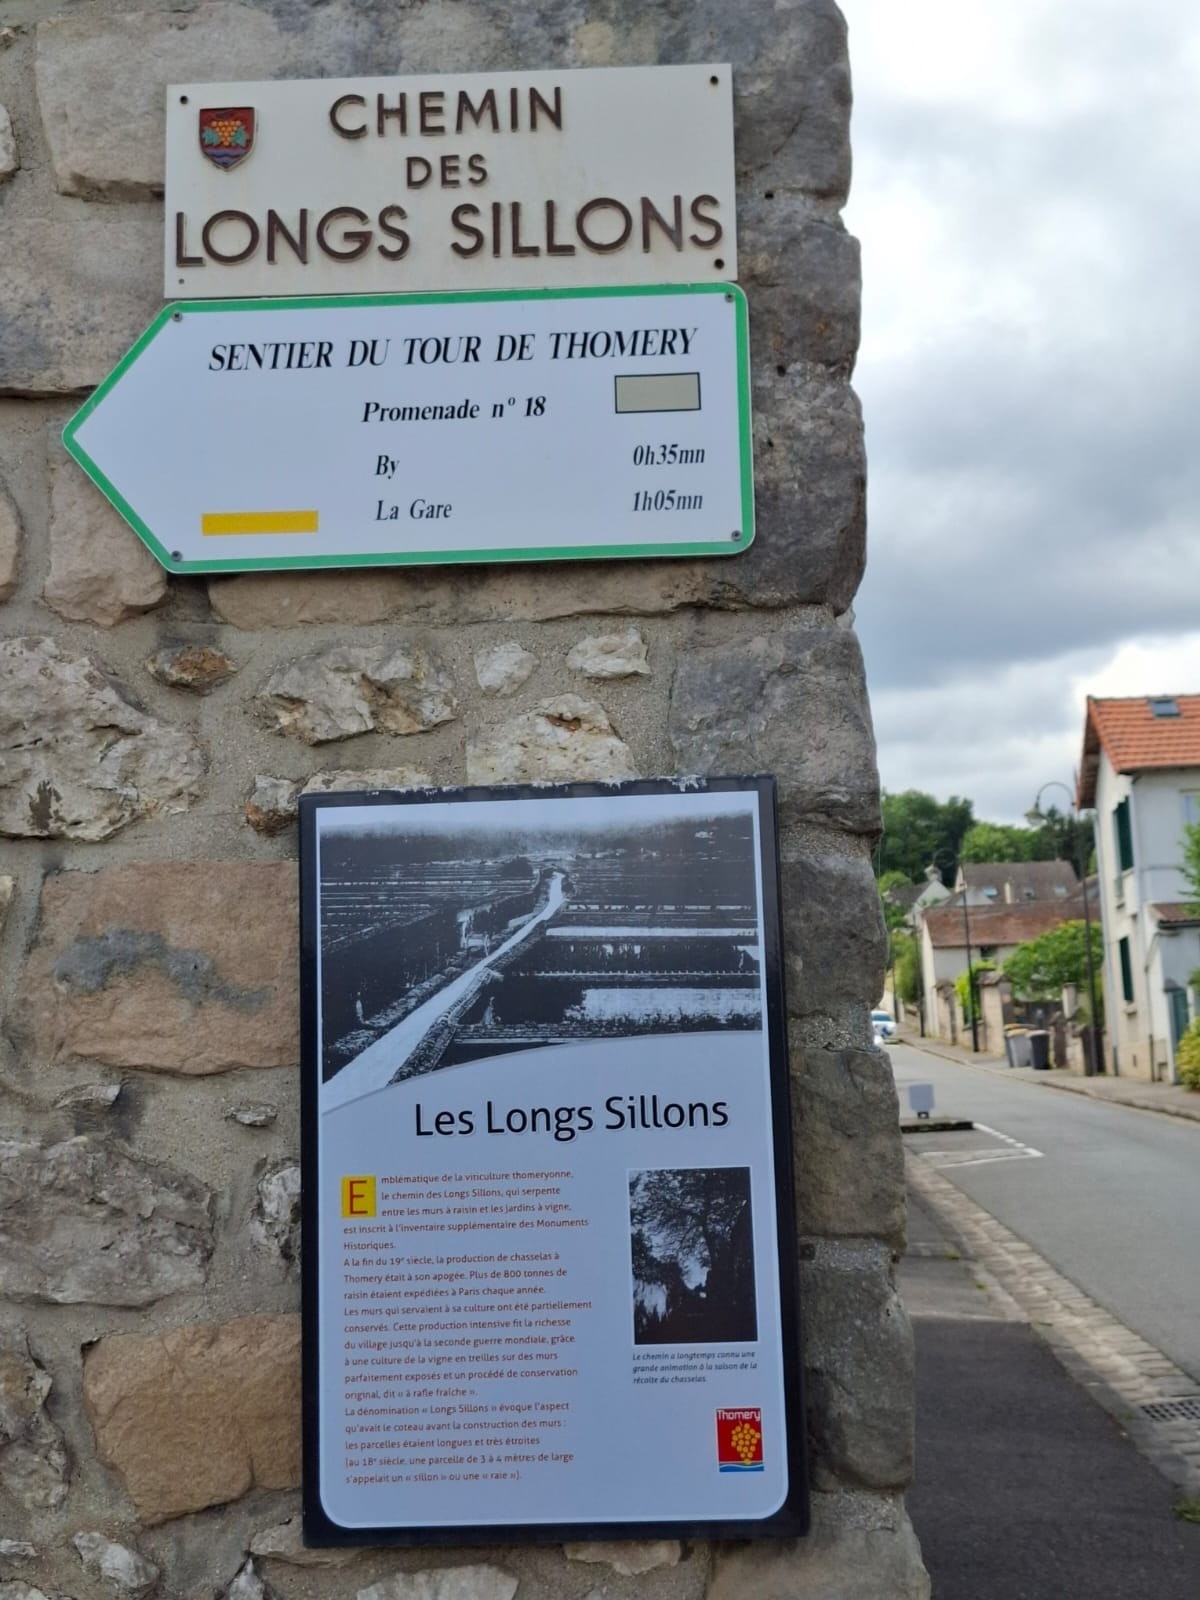 CHEMIN
DES
LONGS SILLONS
SENTIER DU TOUR DE THOMERY
Promenade n° 18
By 0h35mn
La Gare 1h05mn
Les Longs Sillons
Emblématique de la viticulture thomeryonne,
le chemin des Longs Sillons, qui serpente
entre les murs à raisin et les jardins à vigne,
est inscrit à l'inventaire supplémentaire des Monuments
Historiques.
A la fin du 19e siècle, la production de chasselas à
Thomery était à son apogée. Plus de 800 tonnes de
raisin étaient expédiées à Paris chaque année.
Les murs qui servaient à sa culture ont été partiellement
conservés. Cette production intensive fit la richesse
du village jusqu'à la seconde guerre mondiale, grâce
à une culture de la vigne en treilles sur des murs
parfaitement exposés et un procédé de conservation
original, dit « à rafle fraîche ».
La dénomination « Longs Sillons » évoque l'aspect
qu'avait le coteau avant la construction des murs :
les parcelles étaient longues et très étroites
(au 18e siècle, une parcelle de 3 à 4 mètres de large
s'appelait un « sillon » ou une « raie »).
Le chemin a longtemps connu une
grande animation à la saison de la
récolte du chasselas.
Thomery